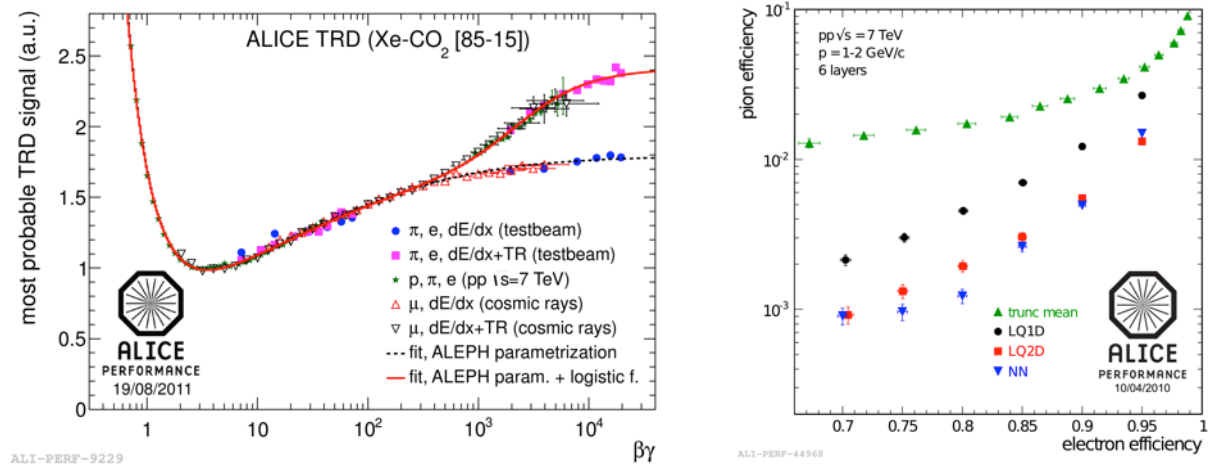 ALICE TRD (Xe-CO₂ [85-15])
most probable TRD signal (a.u.)
2.5
2
1.5
1
0.5
0
π, e, dE/dx (testbeam)
π, e, dE/dx+TR (testbeam)
p, π, e (pp √s=7 TeV)
μ, dE/dx (cosmic rays)
μ, dE/dx+TR (cosmic rays)
fit, ALEPH parametrization
fit, ALEPH param. + logistic f.
ALICE
PERFORMANCE
19/08/2011
1 10 10² 10³ 10⁴
βγ
ALI-PERF-9229
pion efficiency
10⁻¹
10⁻²
10⁻³
pp √s = 7 TeV
p = 1-2 GeV/c
6 layers
trunc mean
LQ1D
LQ2D
NN
ALICE
PERFORMANCE
10/04/2010
0.7 0.75 0.8 0.85 0.9 0.95 1
electron efficiency
ALI-PERF-44968